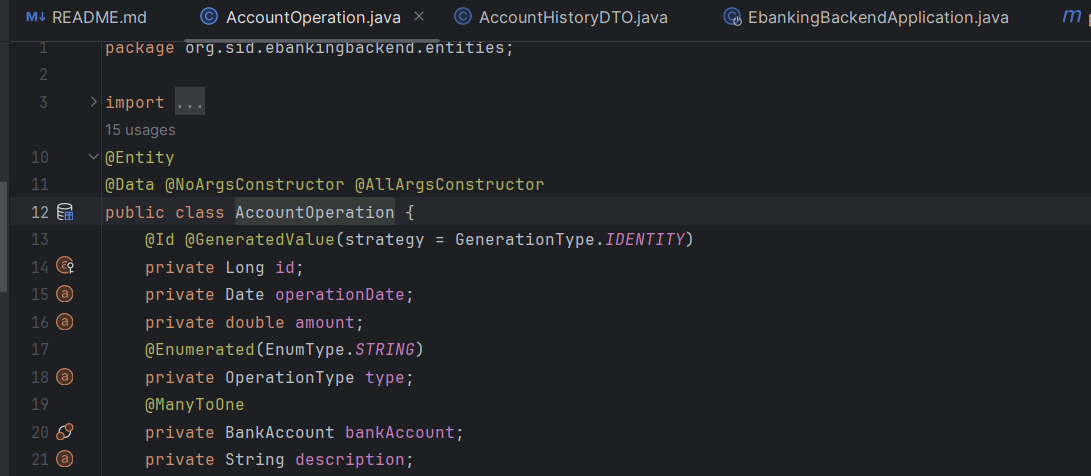 M↓ README.md AccountOperation.java × AccountHistoryDTO.java EbankingBackendApplication.java m
1 package org.sid.ebankingbackend.entities;
2
3 import ...
15 usages
10 @Entity
11 @Data @NoArgsConstructor @AllArgsConstructor
12 public class AccountOperation {
13 @Id @GeneratedValue(strategy = GenerationType.IDENTITY)
14 private Long id;
15 private Date operationDate;
16 private double amount;
17 @Enumerated(EnumType.STRING)
18 private OperationType type;
19 @ManyToOne
20 private BankAccount bankAccount;
21 private String description;